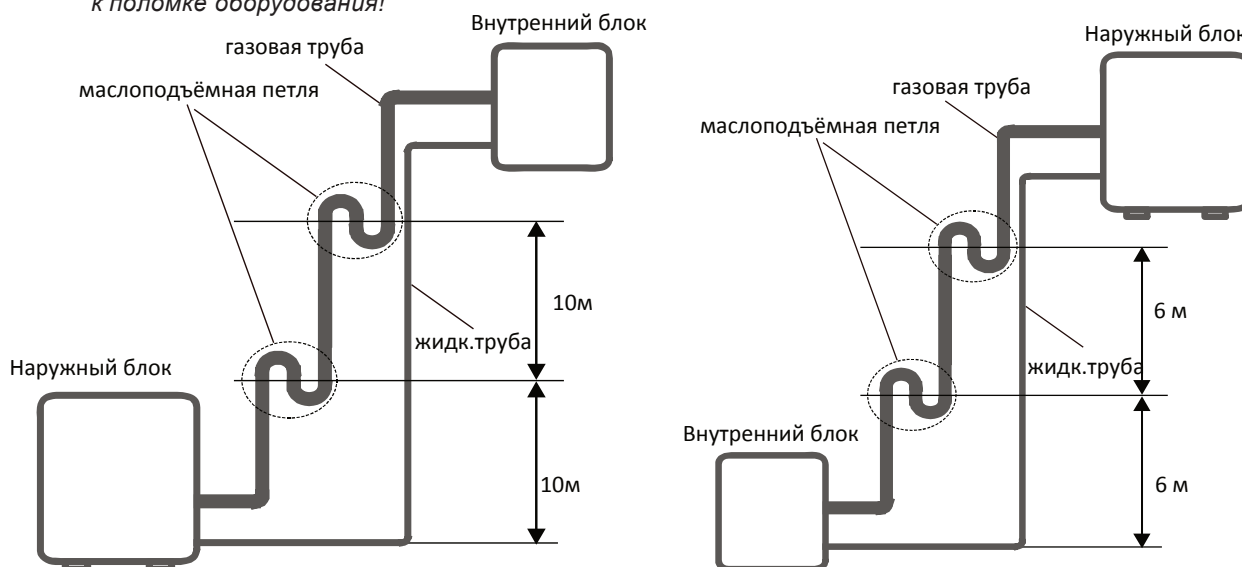 к поломке оборудования!
Внутренний блок
газовая труба
маслоподъёмная петля
10м
жидк.труба
Наружный блок
10м
Наружный блок
газовая труба
маслоподъёмная петля
6 м
жидк.труба
Внутренний блок
6 м